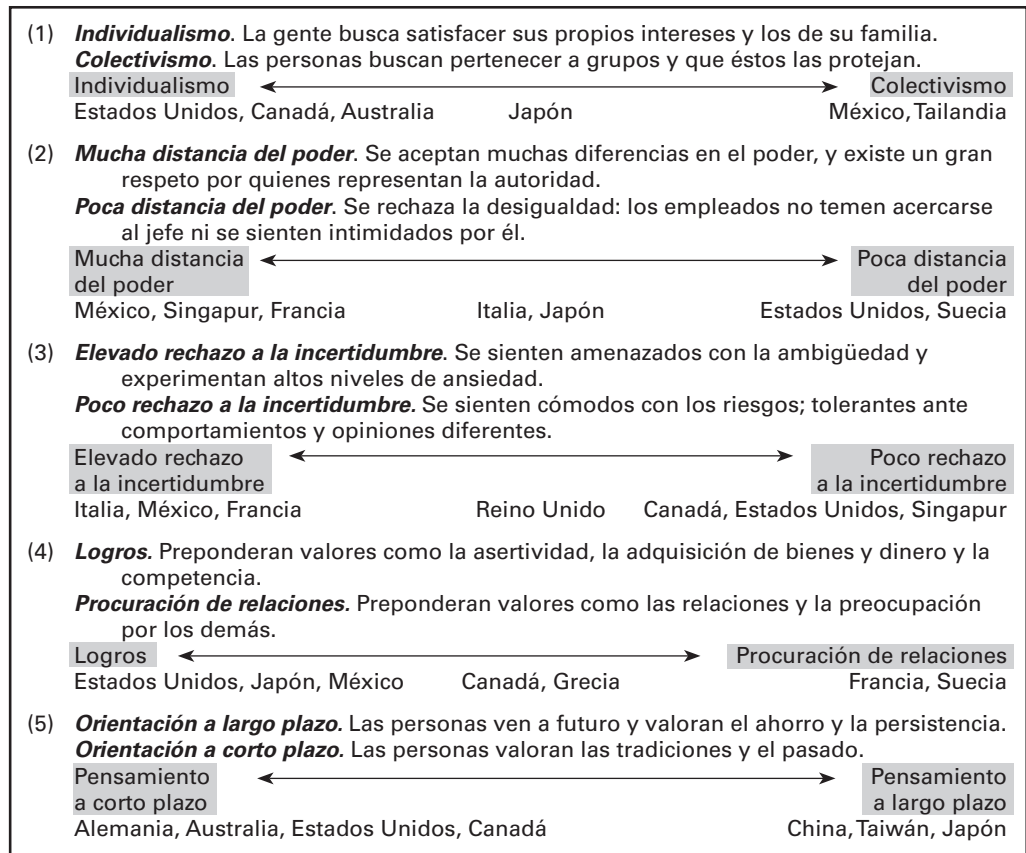 (1) Individualismo. La gente busca satisfacer sus propios intereses y los de su familia.
Colectivismo. Las personas buscan pertenecer a grupos y que éstos las protejan.
Individualismo Colectivismo
Estados Unidos, Canadá, Australia Japón México, Tailandia
(2) Mucha distancia del poder. Se aceptan muchas diferencias en el poder, y existe un gran
respeto por quienes representan la autoridad.
Poca distancia del poder. Se rechaza la desigualdad: los empleados no temen acercarse
al jefe ni se sienten intimidados por él.
Mucha distancia Poca distancia
del poder del poder
México, Singapur, Francia Italia, Japón Estados Unidos, Suecia
(3) Elevado rechazo a la incertidumbre. Se sienten amenazados con la ambigüedad y
experimentan altos niveles de ansiedad.
Poco rechazo a la incertidumbre. Se sienten cómodos con los riesgos; tolerantes ante
comportamientos y opiniones diferentes.
Elevado rechazo Poco rechazo
a la incertidumbre a la incertidumbre
Italia, México, Francia Reino Unido Canadá, Estados Unidos, Singapur
(4) Logros. Preponderan valores como la asertividad, la adquisición de bienes y dinero y la
competencia.
Procuración de relaciones. Preponderan valores como las relaciones y la preocupación
por los demás.
Logros Procuración de relaciones
Estados Unidos, Japón, México Canadá, Grecia Francia, Suecia
(5) Orientación a largo plazo. Las personas ven a futuro y valoran el ahorro y la persistencia.
Orientación a corto plazo. Las personas valoran las tradiciones y el pasado.
Pensamiento Pensamiento
a corto plazo a largo plazo
Alemania, Australia, Estados Unidos, Canadá China, Taiwán, Japón